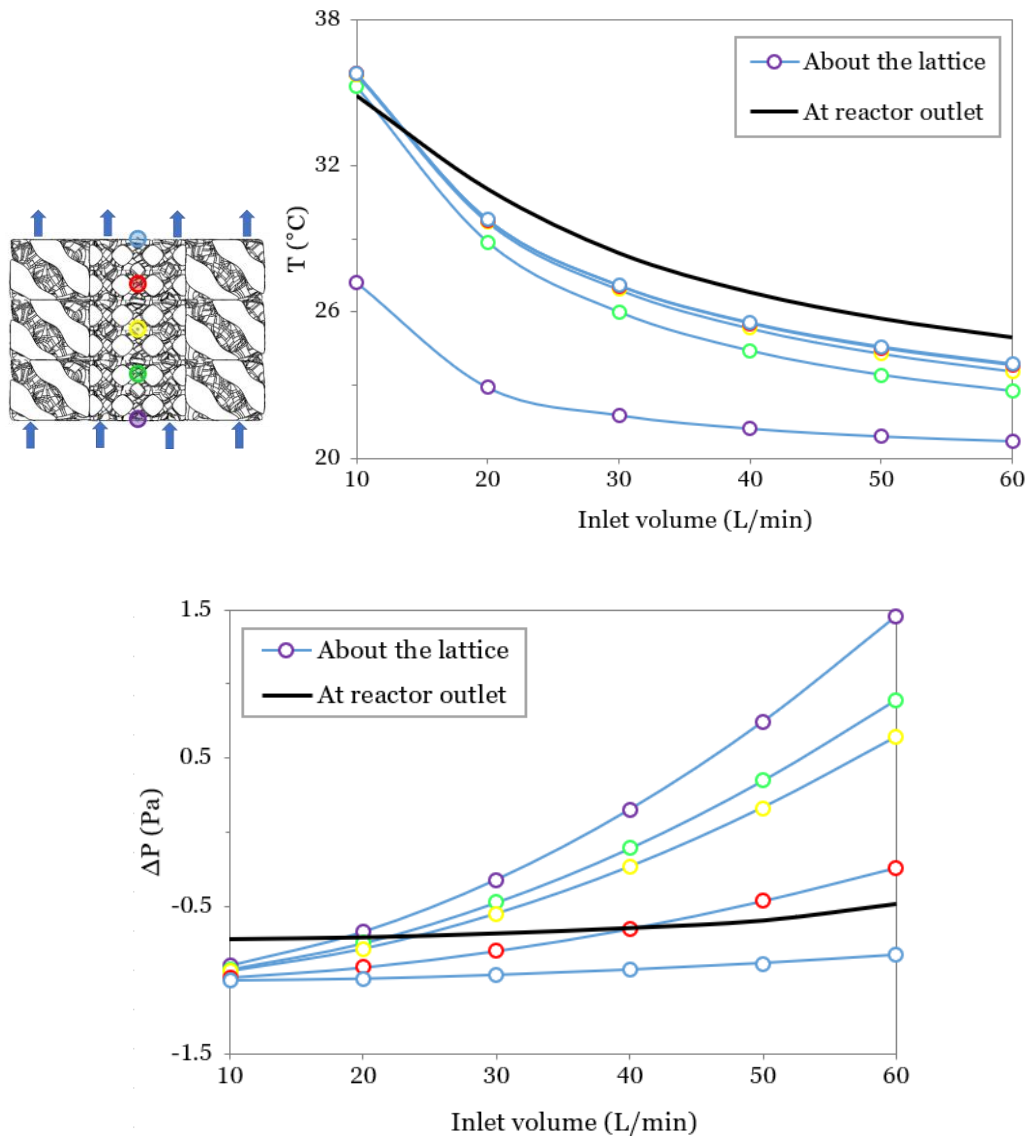 38
About the lattice
At reactor outlet
32
T (°C)
26
20
10 20 30 40 50 60
Inlet volume (L/min)
1.5
About the lattice
At reactor outlet
0.5
ΔP (Pa)
-0.5
-1.5
10 20 30 40 50 60
Inlet volume (L/min)